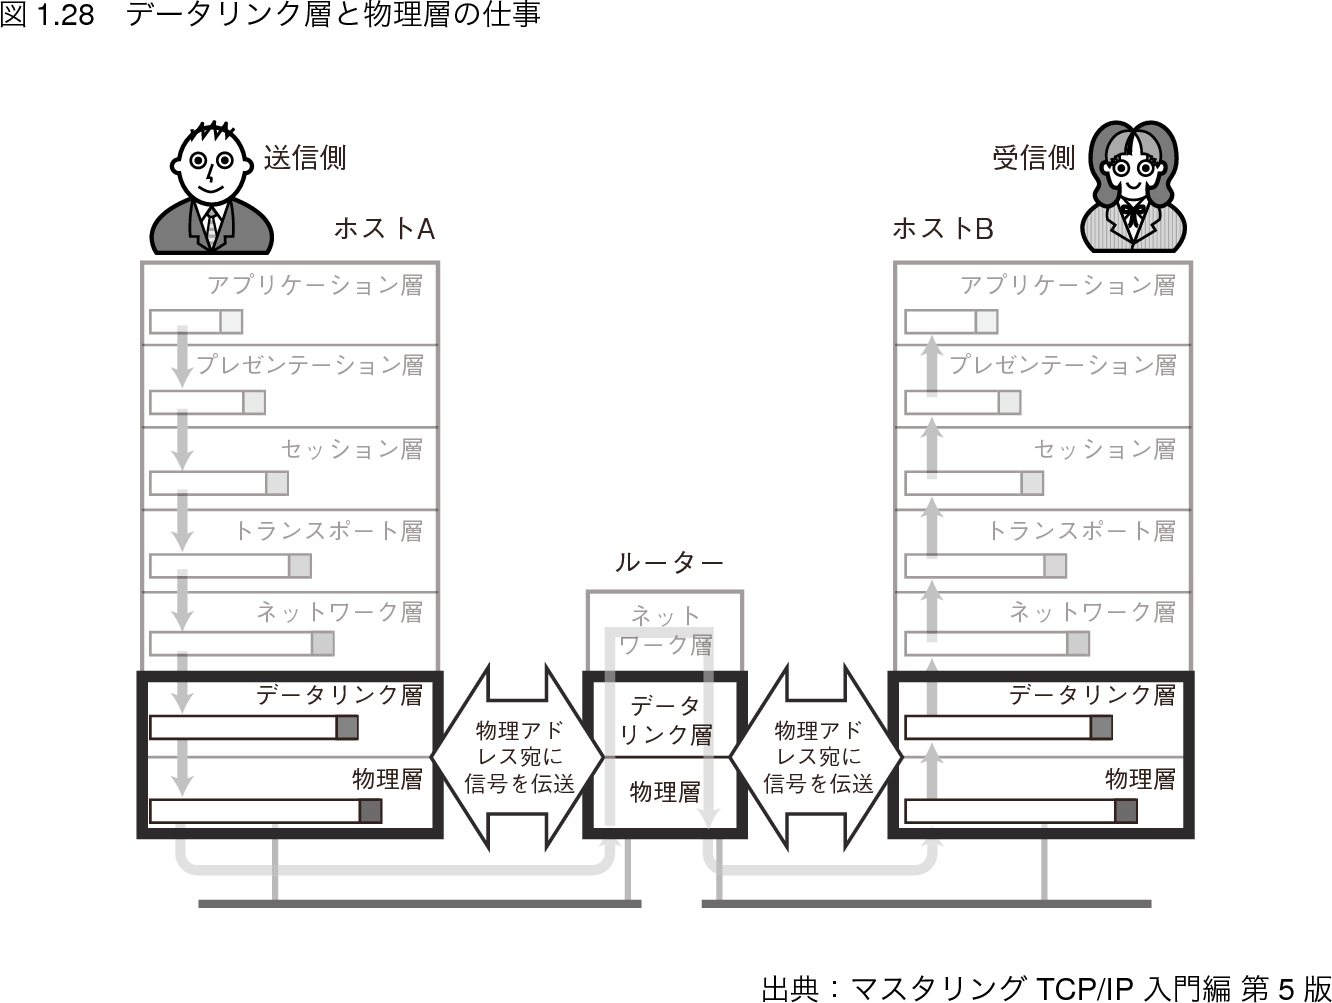 図 1.28　データリンク層と物理層の仕事
送信側
受信側
ホストA
ホストB
アプリケーション層
プレゼンテーション層
セッション層
トランスポート層
ネットワーク層
データリンク層
物理層
物理アド
レス宛に
信号を伝送
ルーター
ネット
ワーク層
データ
リンク層
物理層
物理アド
レス宛に
信号を伝送
アプリケーション層
プレゼンテーション層
セッション層
トランスポート層
ネットワーク層
データリンク層
物理層
出典：マスタリング TCP/IP 入門編 第 5 版